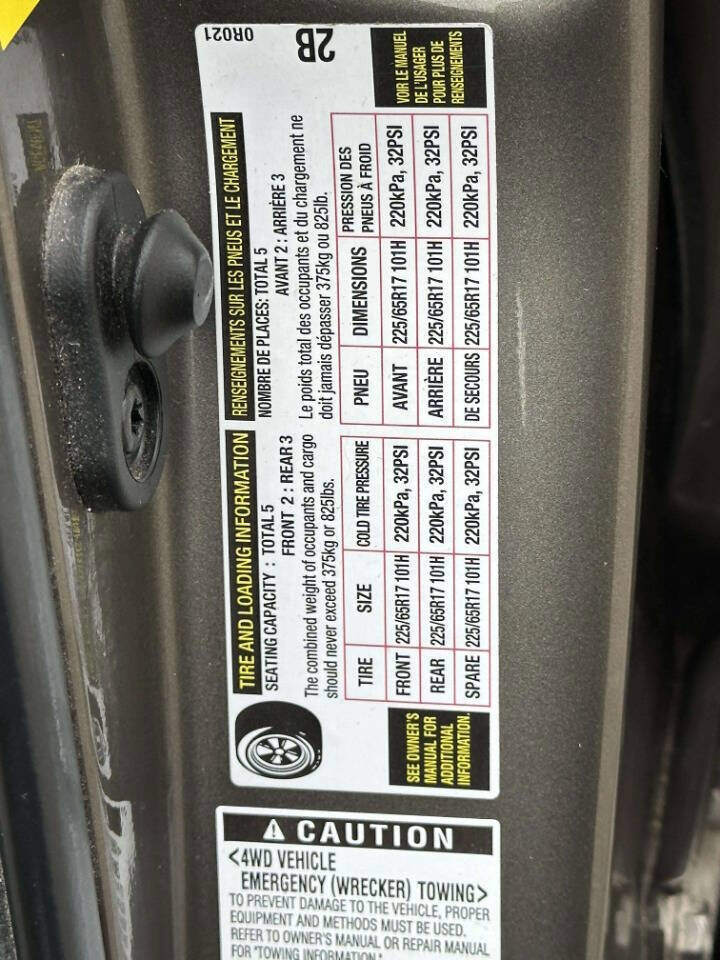 TIRE AND LOADING INFORMATION
SEATING CAPACITY : TOTAL 5
FRONT 2 : REAR 3
The combined weight of occupants and cargo
should never exceed 375kg or 825lbs.
TIRE SIZE COLD TIRE PRESSURE
FRONT 225/65R17 101H 220kPa, 32PSI
REAR 225/65R17 101H 220kPa, 32PSI
SPARE 225/65R17 101H 220kPa, 32PSI
SEE OWNER'S
MANUAL FOR
ADDITIONAL
INFORMATION.
RENSEIGNEMENTS SUR LES PNEUS ET LE CHARGEMENT
NOMBRE DE PLACES: TOTAL 5
AVANT 2 : ARRIÈRE 3
Le poids total des occupants et du chargement ne
doit jamais dépasser 375kg ou 825lb.
PNEU DIMENSIONS PRESSION DES
PNEUS À FROID
AVANT 225/65R17 101H 220kPa, 32PSI
ARRIÈRE 225/65R17 101H 220kPa, 32PSI
DE SECOURS 225/65R17 101H 220kPa, 32PSI
VOIR LE MANUEL
DE L'USAGER
POUR PLUS DE
RENSEIGNEMENTS
2B
0R021
CAUTION
<4WD VEHICLE
EMERGENCY (WRECKER) TOWING>
TO PREVENT DAMAGE TO THE VEHICLE, PROPER
EQUIPMENT AND METHODS MUST BE USED.
REFER TO OWNER'S MANUAL OR REPAIR MANUAL
FOR "TOWING INFORMATION."